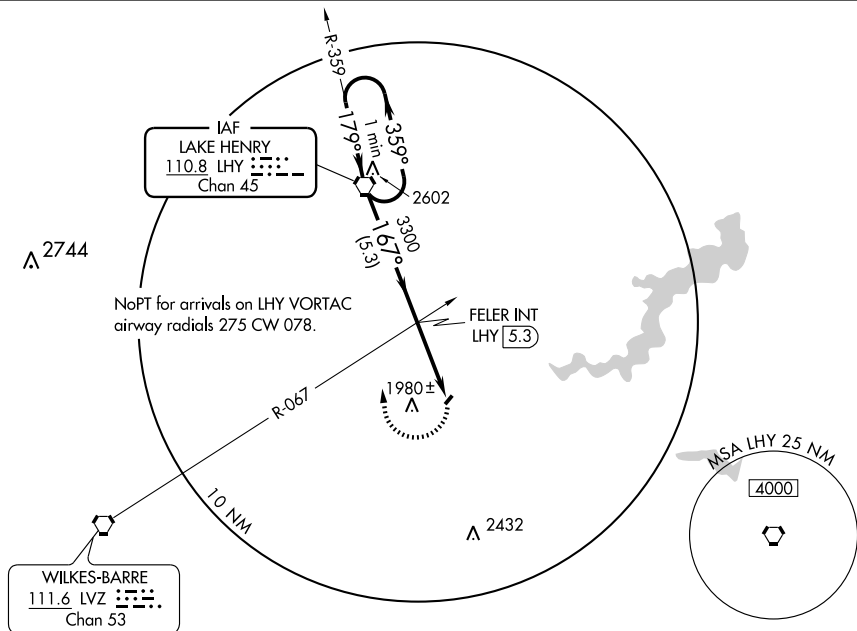 R-359
IAF
LAKE HENRY
110.8 LHY
Chan 45
179°
1 min
359°
2602
2744
3300
167°
(5.3)
NoPT for arrivals on LHY VORTAC
airway radials 275 CW 078.
FELER INT
LHY 5.3
R-067
1980±
MSA LHY 25 NM
4000
10 NM
2432
WILKES-BARRE
111.6 LVZ
Chan 53